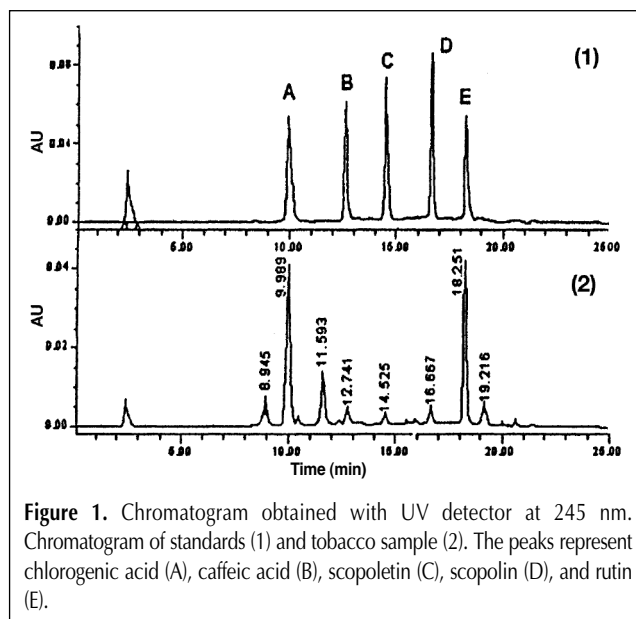 (1)
D
C
B
A
E
AU
0.08
0.04
0.00
5.00 10.00 15.00 20.00 2500
(2)
AU
0.04
0.02
0.00
8.945
9.989
11.593
12.741
14.525
16.667
18.251
19.216
5.00 10.00 15.00 20.00 25.00
Time (min)
Figure 1. Chromatogram obtained with UV detector at 245 nm.
Chromatogram of standards (1) and tobacco sample (2). The peaks represent
chlorogenic acid (A), caffeic acid (B), scopoletin (C), scopolin (D), and rutin
(E).